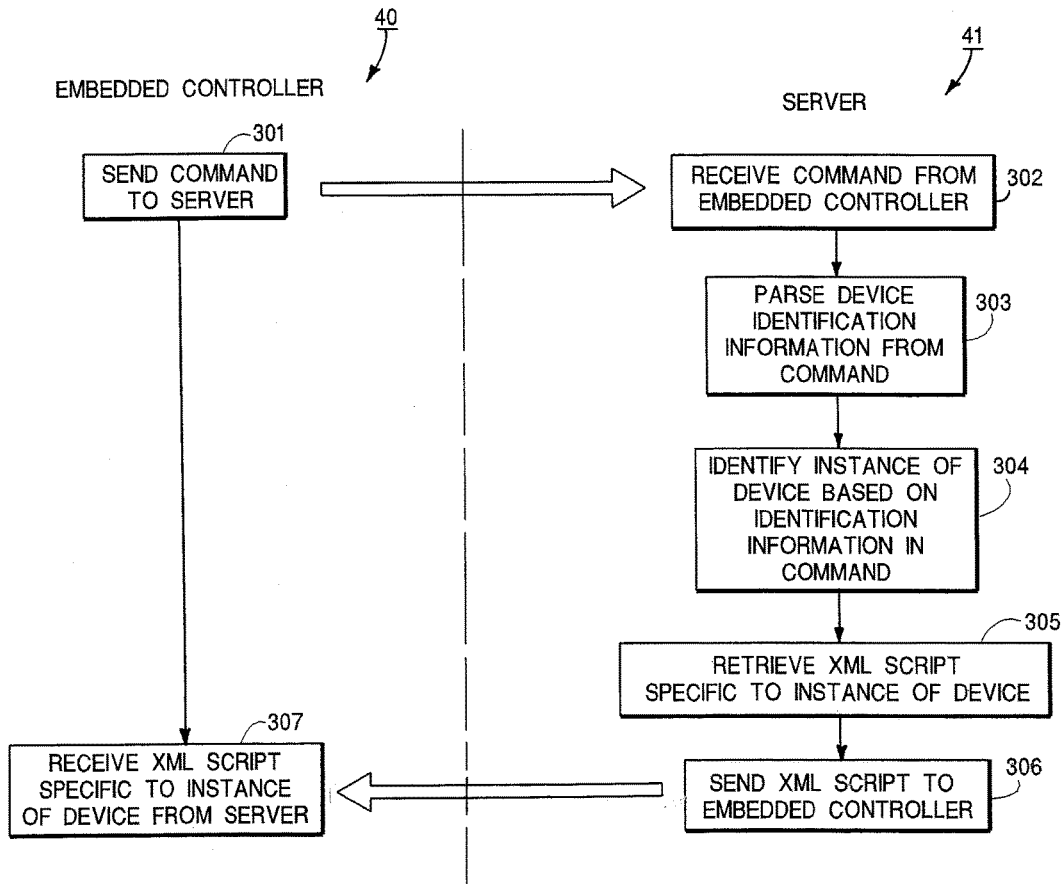 40
EMBEDDED CONTROLLER
41
SERVER
301
SEND COMMAND
TO SERVER
RECEIVE COMMAND FROM
EMBEDDED CONTROLLER
302
PARSE DEVICE
IDENTIFICATION
INFORMATION FROM
COMMAND
303
IDENTIFY INSTANCE OF
DEVICE BASED ON
IDENTIFICATION
INFORMATION IN
COMMAND
304
305
RETRIEVE XML SCRIPT
SPECIFIC TO INSTANCE OF DEVICE
307
RECEIVE XML SCRIPT
SPECIFIC TO INSTANCE
OF DEVICE FROM SERVER
SEND XML SCRIPT TO
EMBEDDED CONTROLLER
306